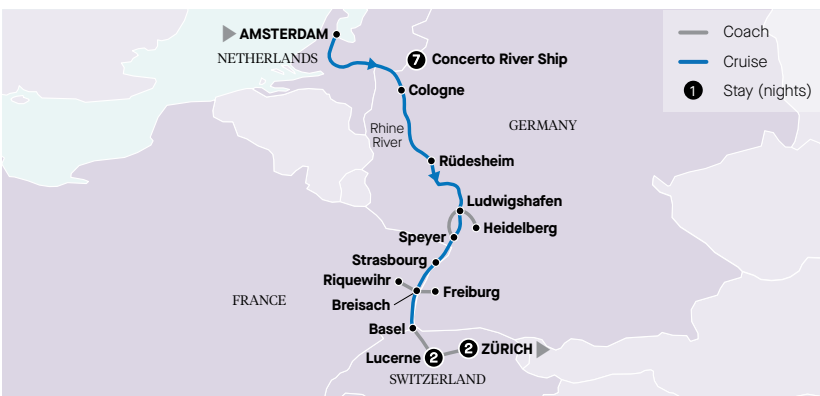 AMSTERDAM
NETHERLANDS
7 Concerto River Ship
Coach
Cruise
1 Stay (nights)
Cologne
Rhine
River
GERMANY
Rüdesheim
Ludwigshafen
Heidelberg
Speyer
Strasbourg
Riquewihr
Freiburg
FRANCE
Breisach
Basel
Lucerne 2
2 ZÜRICH
SWITZERLAND